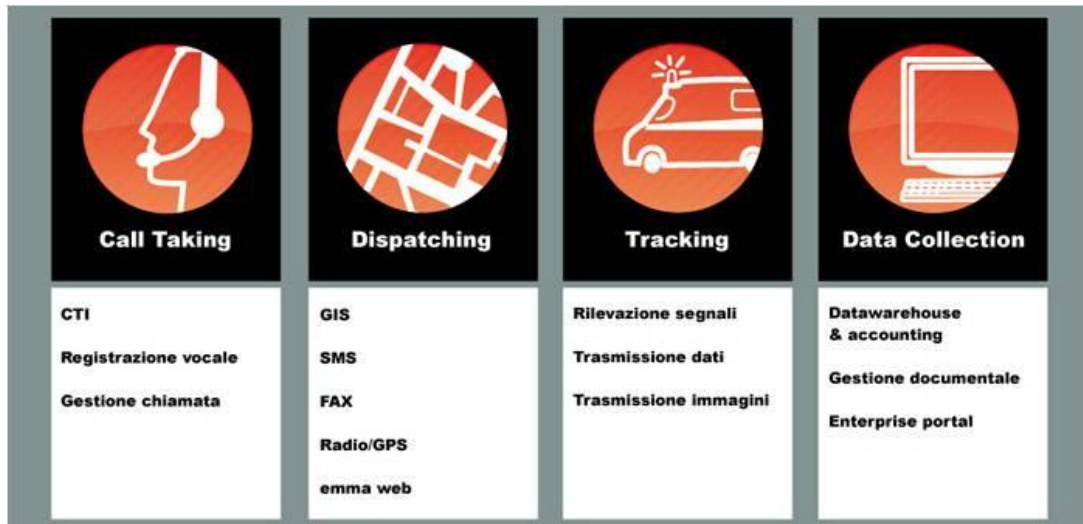 Call Taking
CTI
Registrazione vocale
Gestione chiamata
Dispatching
GIS
SMS
FAX
Radio/GPS
emma web
Tracking
Rilevazione segnali
Trasmissione dati
Trasmissione immagini
Data Collection
Datawarehouse
& accounting
Gestione documentale
Enterprise portal